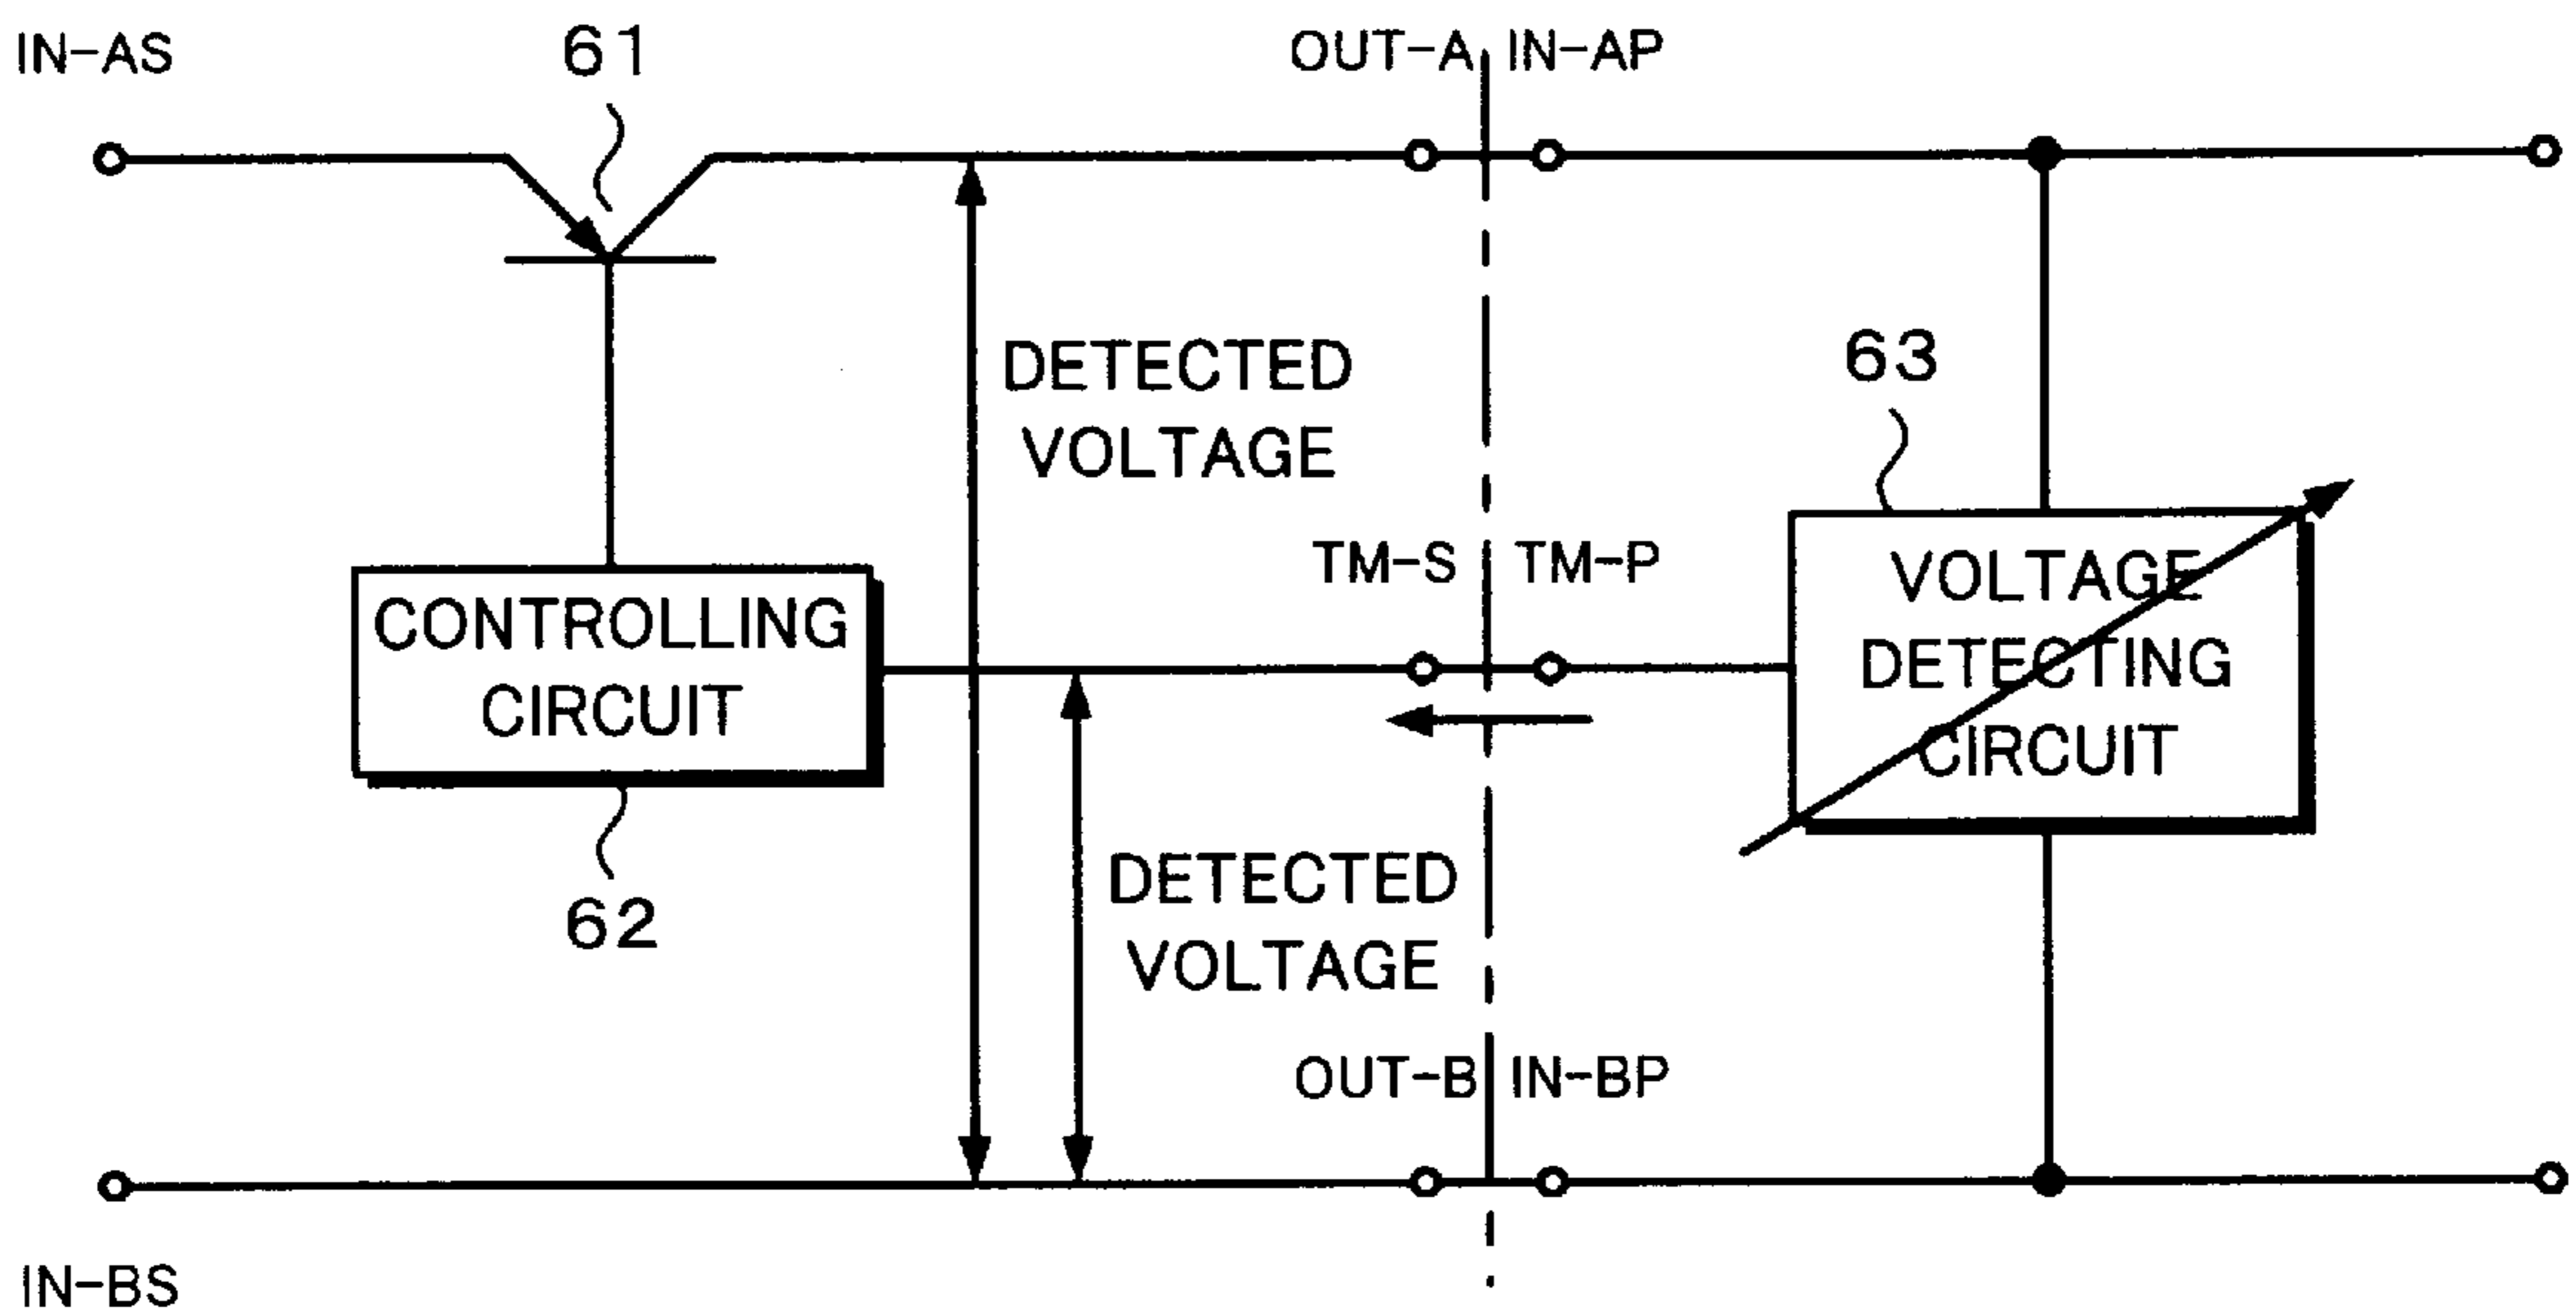 IN-AS
61
OUT-A
IN-AP
DETECTED
VOLTAGE
63
TM-S
TM-P
CONTROLLING
CIRCUIT
VOLTAGE
DETECTING
CIRCUIT
62
DETECTED
VOLTAGE
OUT-B
IN-BP
IN-BS